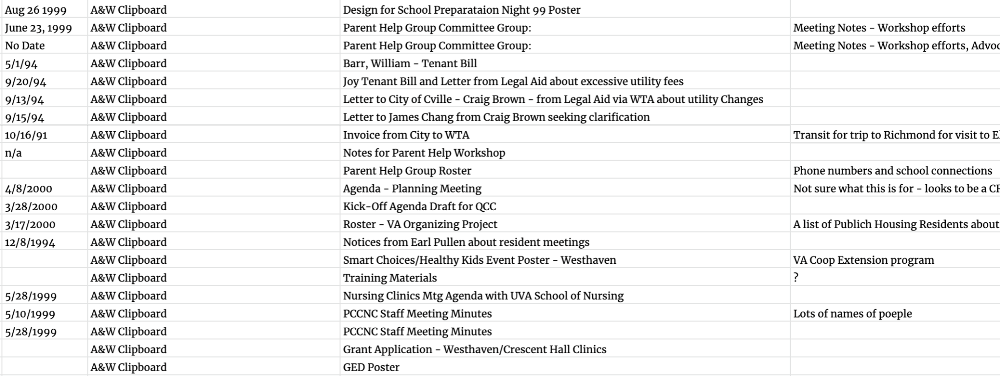 Aug 26 1999 A&W Clipboard Design for School Preparataion Night 99 Poster
June 23, 1999 A&W Clipboard Parent Help Group Committee Group: Meeting Notes - Workshop efforts
No Date A&W Clipboard Parent Help Group Committee Group: Meeting Notes - Workshop efforts,
5/1/94 A&W Clipboard Barr, William - Tenant Bill
9/20/94 A&W Clipboard Joy Tenant Bill and Letter from Legal Aid about excessive utility fees
9/13/94 A&W Clipboard Letter to City of Cville - Craig Brown - from Legal Aid via WTA about utility Changes
9/15/94 A&W Clipboard Letter to James Chang from Craig Brown seeking clarification
10/16/91 A&W Clipboard Invoice from City to WTA Transit for trip to Richmond for visit to
n/a A&W Clipboard Notes for Parent Help Workshop
A&W Clipboard Parent Help Group Roster Phone numbers and school connections
4/8/2000 A&W Clipboard Agenda - Planning Meeting Not sure what this is for - looks to be a
3/28/2000 A&W Clipboard Kick-Off Agenda Draft for QCC
3/17/2000 A&W Clipboard Roster - VA Organizing Project A list of Publich Housing Residents about
12/8/1994 A&W Clipboard Notices from Earl Pullen about resident meetings
A&W Clipboard Smart Choices/Healthy Kids Event Poster - Westhaven VA Coop Extension program
A&W Clipboard Training Materials ?
5/28/1999 A&W Clipboard Nursing Clinics Mtg Agenda with UVA School of Nursing
5/10/1999 A&W Clipboard PCCNC Staff Meeting Minutes Lots of names of poeple
5/28/1999 A&W Clipboard PCCNC Staff Meeting Minutes
A&W Clipboard Grant Application - Westhaven/Crescent Hall Clinics
A&W Clipboard GED Poster